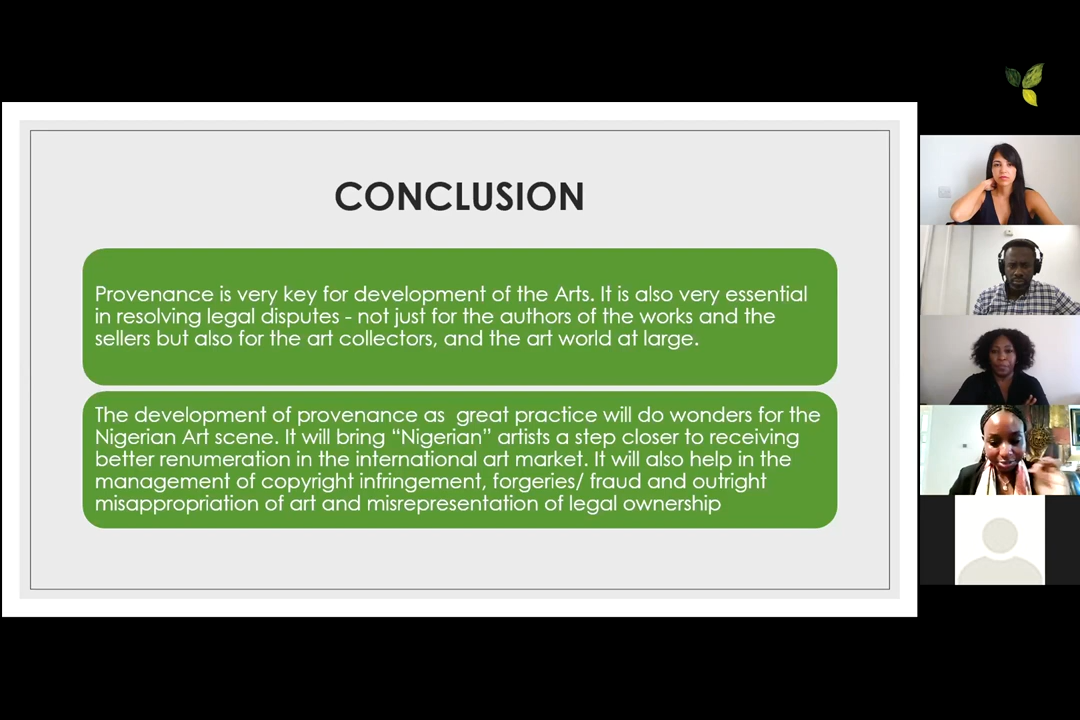 CONCLUSION
Provenance is very key for development of the Arts. It is also very essential
in resolving legal disputes - not just for the authors of the works and the
sellers but also for the art collectors, and the art world at large.
The development of provenance as  great practice will do wonders for the
Nigerian Art scene. It will bring “Nigerian” artists a step closer to receiving
better renumeration in the international art market. It will also help in the
management of copyright infringement, forgeries/ fraud and outright
misappropriation of art and misrepresentation of legal ownership